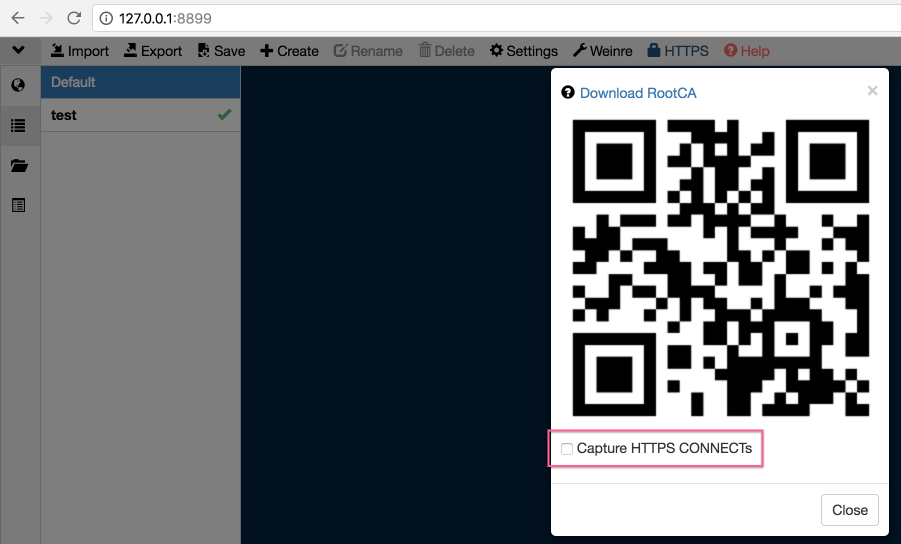 127.0.0.1:8899
Import Export Save Create Rename Delete Settings Weinre HTTPS Help
Default
test
Download RootCA
×
Capture HTTPS CONNECTs
Close